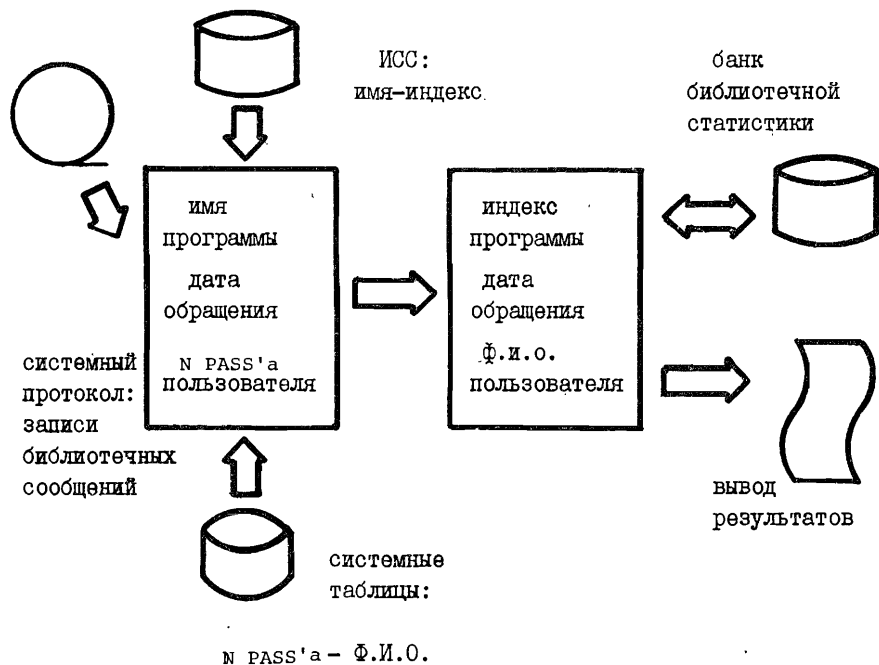 ИСС:
имя-индекс
банк
библиотечной
статистики
имя
программы
дата
обращения
N PASS'а
пользователя
индекс
программы
дата
обращения
Ф.и.о.
пользователя
системный
протокол:
записи
библиотечных
сообщений
вывод
результатов
системные
таблицы:
N PASS'а – Ф.И.О.